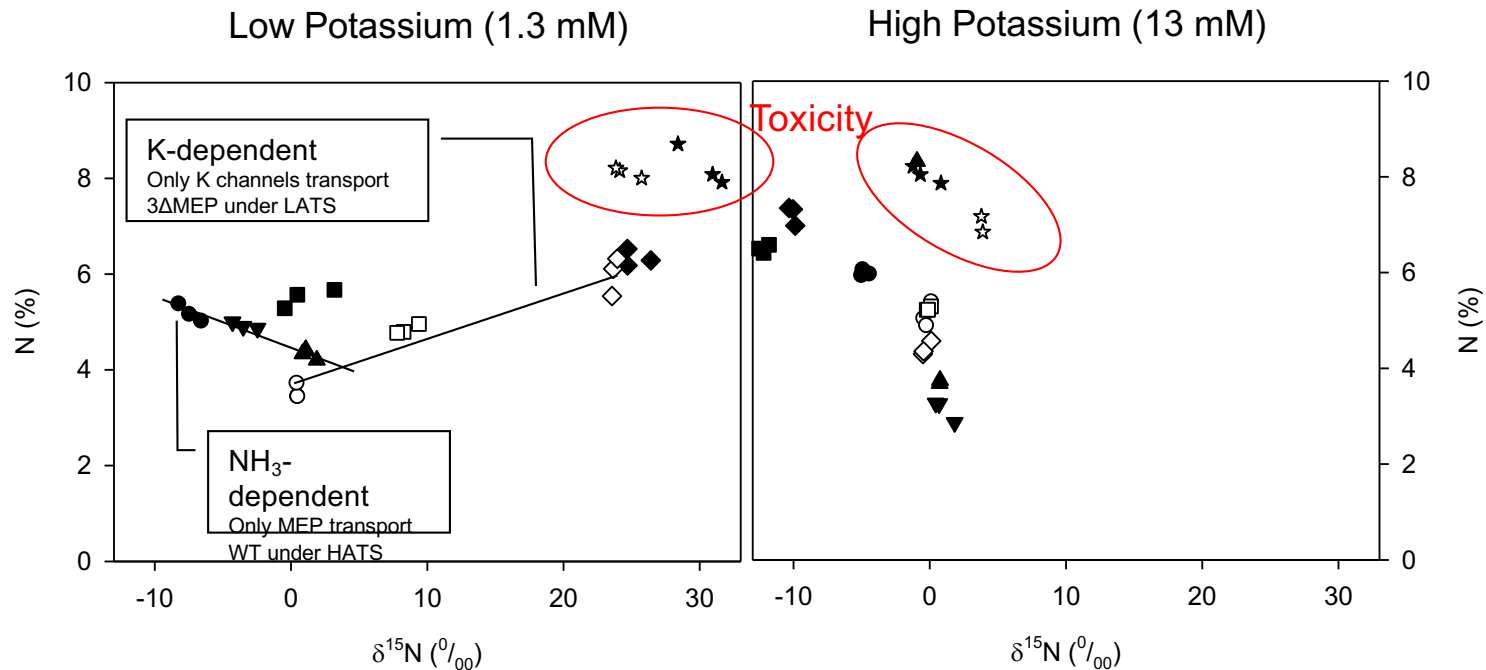 Low Potassium (1.3 mM)
High Potassium (13 mM)
10
8
6
4
2
0
N (%)
K-dependent
Only K channels transport
3ΔMEP under LATS
NH₃-
dependent
Only MEP transport
WT under HATS
Toxicity
10
8
6
4
2
0
N (%)
-10 0 10 20 30
-10 0 10 20 30
δ¹⁵N (⁰/₀₀)
δ¹⁵N (⁰/₀₀)